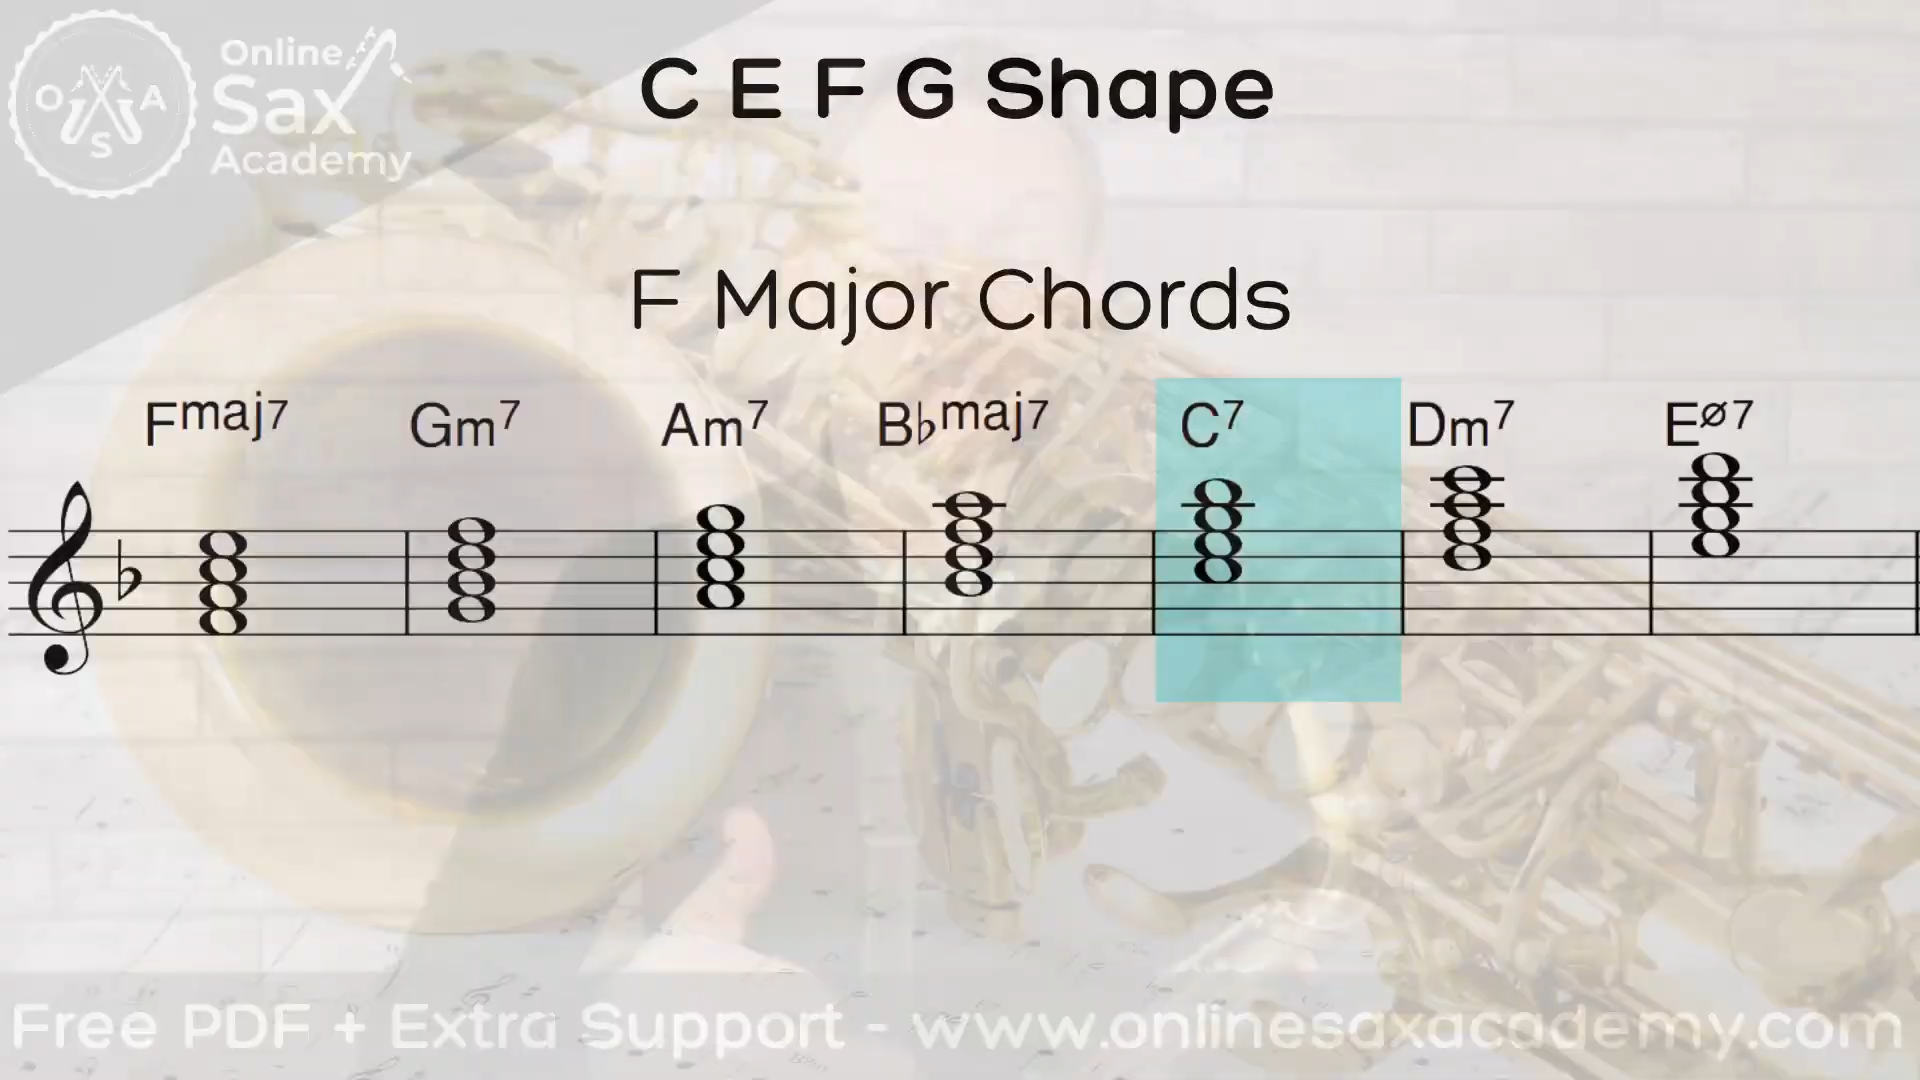 O S A
Online
Sax
Academy
C E F G Shape
F Major Chords
Fmaj7 Gm7 Am7 B♭maj7 C7 Dm7 Eø7
Free PDF + Extra Support - www.onlinesaxacademy.com